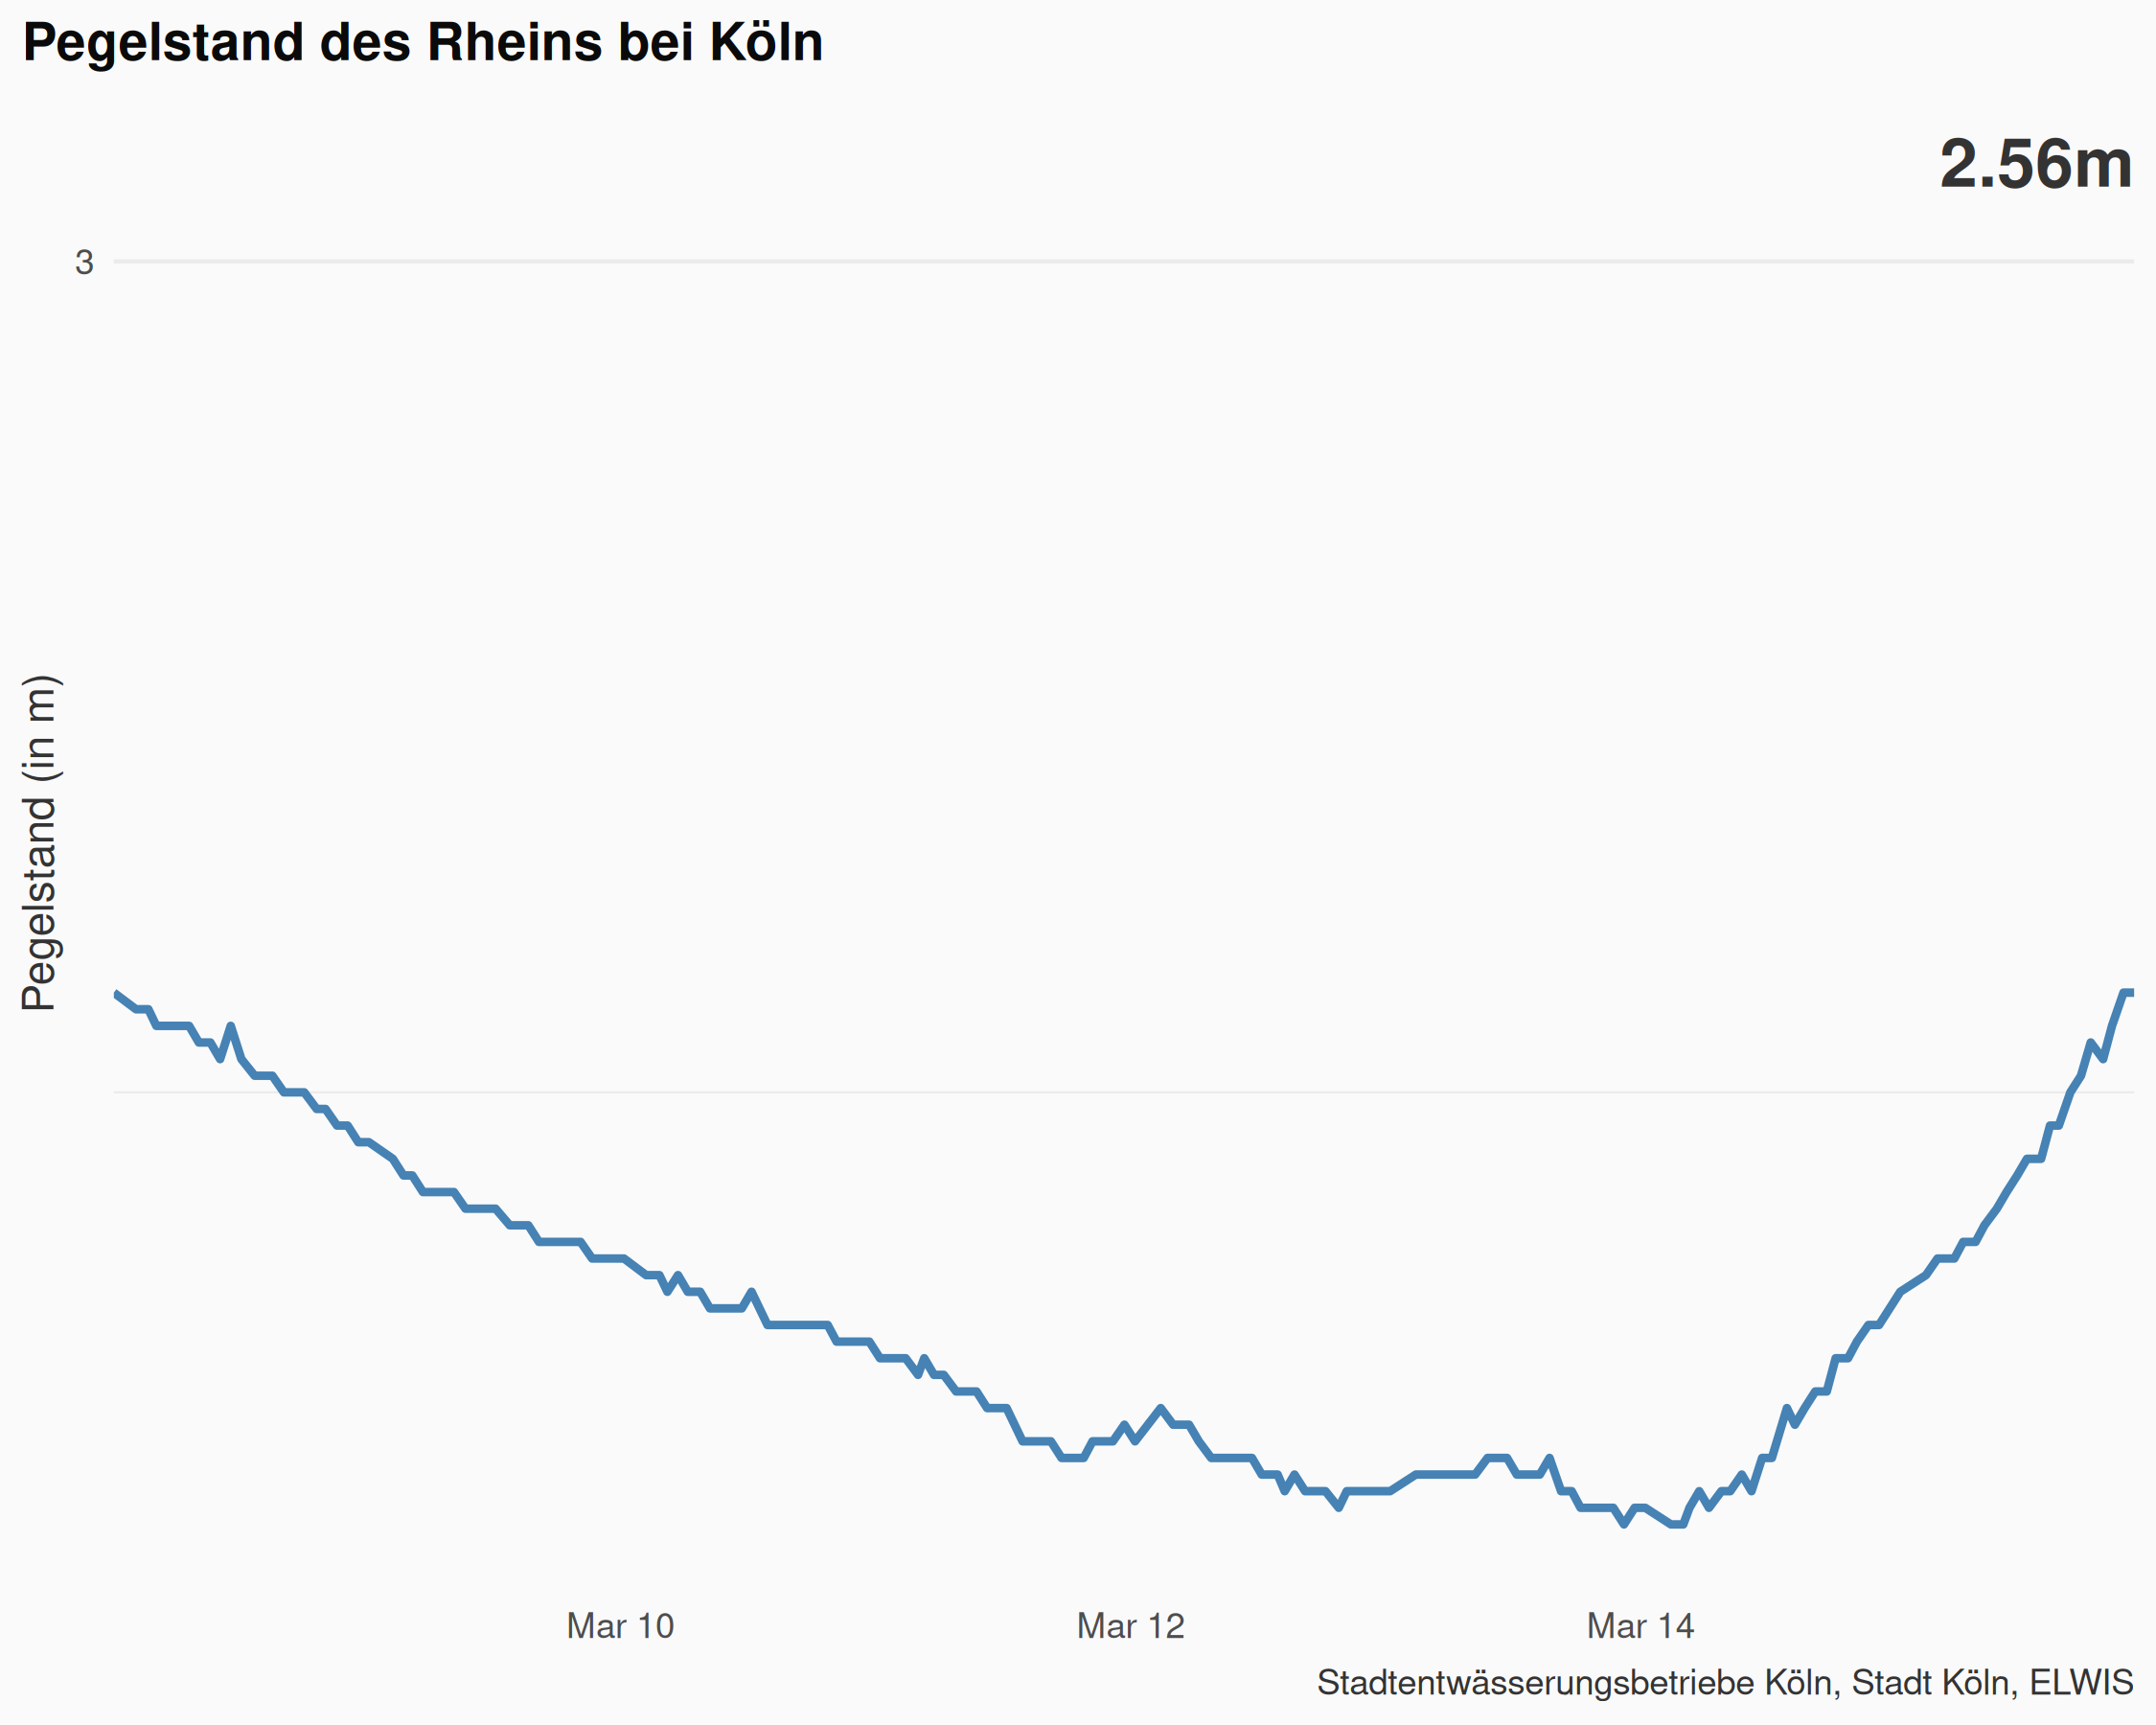 Pegelstand des Rheins bei Köln
2.56m
3
Pegelstand (in m)
Mar 10
Mar 12
Mar 14
Stadtentwässerungsbetriebe Köln, Stadt Köln, ELWIS